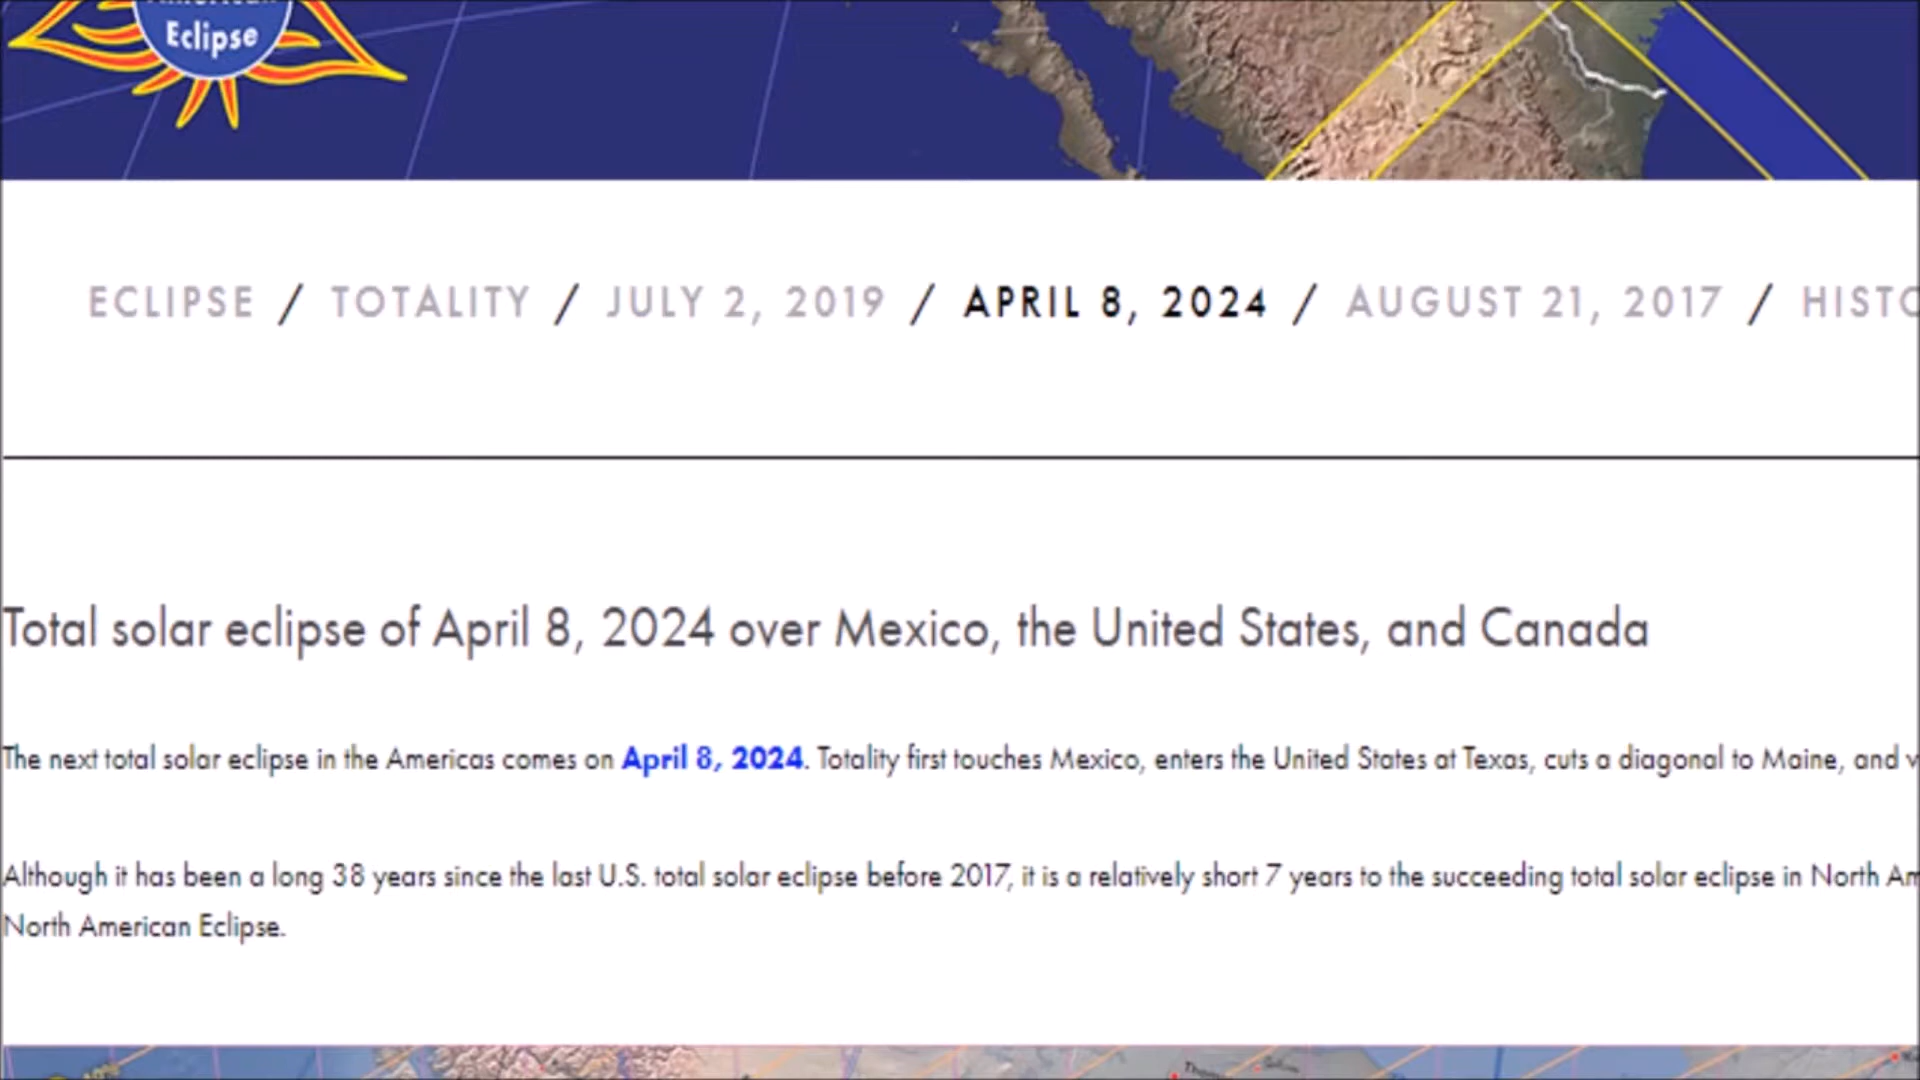 Eclipse
ECLIPSE / TOTALITY / JULY 2, 2019 / APRIL 8, 2024 / AUGUST 21, 2017 /
Total solar eclipse of April 8, 2024 over Mexico, the United States, and Canada
The next total solar eclipse in the Americas comes on April 8, 2024. Totality first touches Mexico, enters the United States at Texas, cuts a diagonal to Maine, and
Although it has been a long 38 years since the last U.S. total solar eclipse before 2017, it is a relatively short 7 years to the succeeding total solar eclipse in North
North American Eclipse.